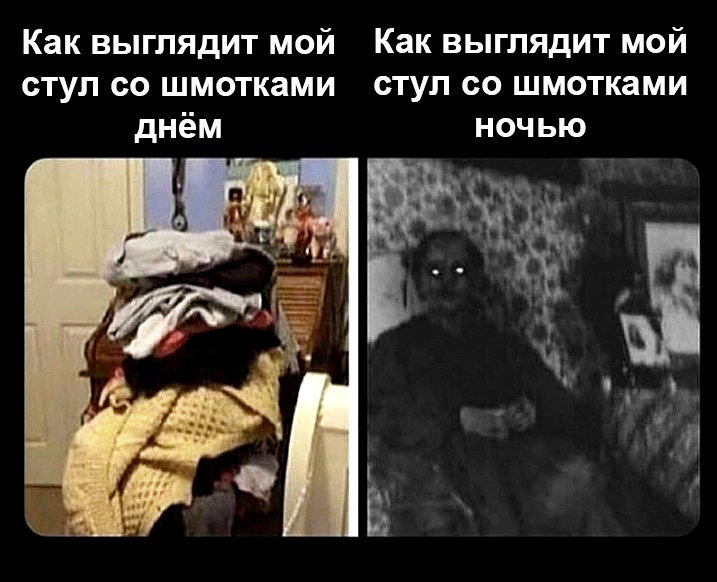 Как выглядит мой
стул со шмотками
днём
Как выглядит мой
стул со шмотками
ночью